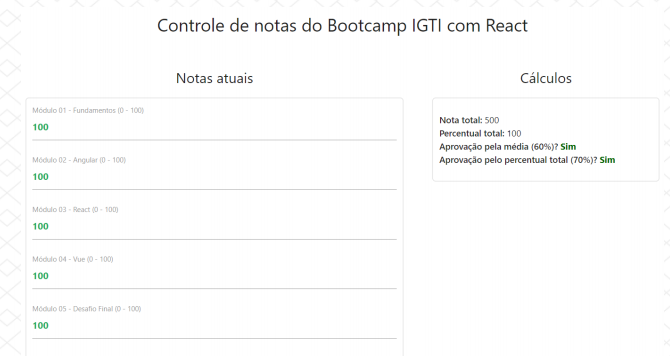 Controle de notas do Bootcamp IGTI com React
Notas atuais
Módulo 01 - Fundamentos (0 - 100)
100
Módulo 02 - Angular (0 - 100)
100
Módulo 03 - React (0 - 100)
100
Módulo 04 - Vue (0 - 100)
100
Módulo 05 - Desafio Final (0 - 100)
100
Cálculos
Nota total: 500
Percentual total: 100
Aprovação pela média (60%)? Sim
Aprovação pelo percentual total (70%)? Sim